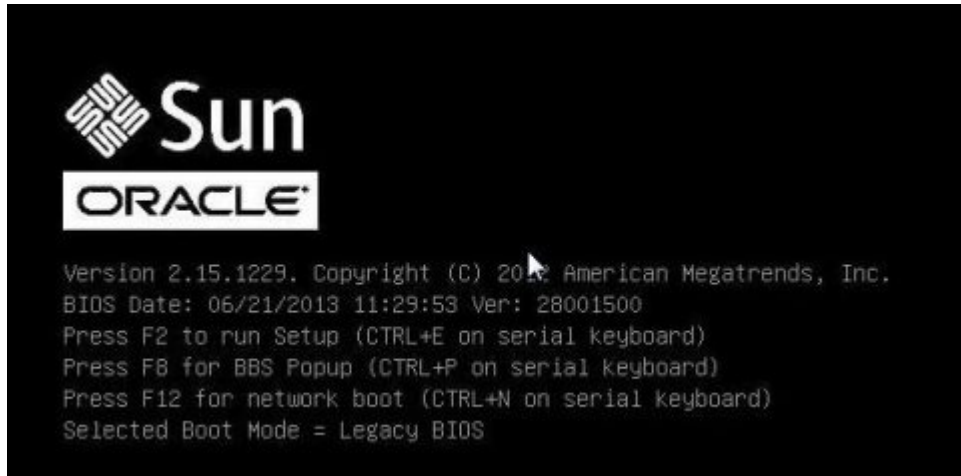 Sun
ORACLE
Version 2.15.1229. Copyright (C) 2012 American Megatrends, Inc.
BIOS Date: 06/21/2013 11:29:53 Ver: 28001500
Press F2 to run Setup (CTRL+E on serial keyboard)
Press F8 for BBS Popup (CTRL+P on serial keyboard)
Press F12 for network boot (CTRL+N on serial keyboard)
Selected Boot Mode = Legacy BIOS